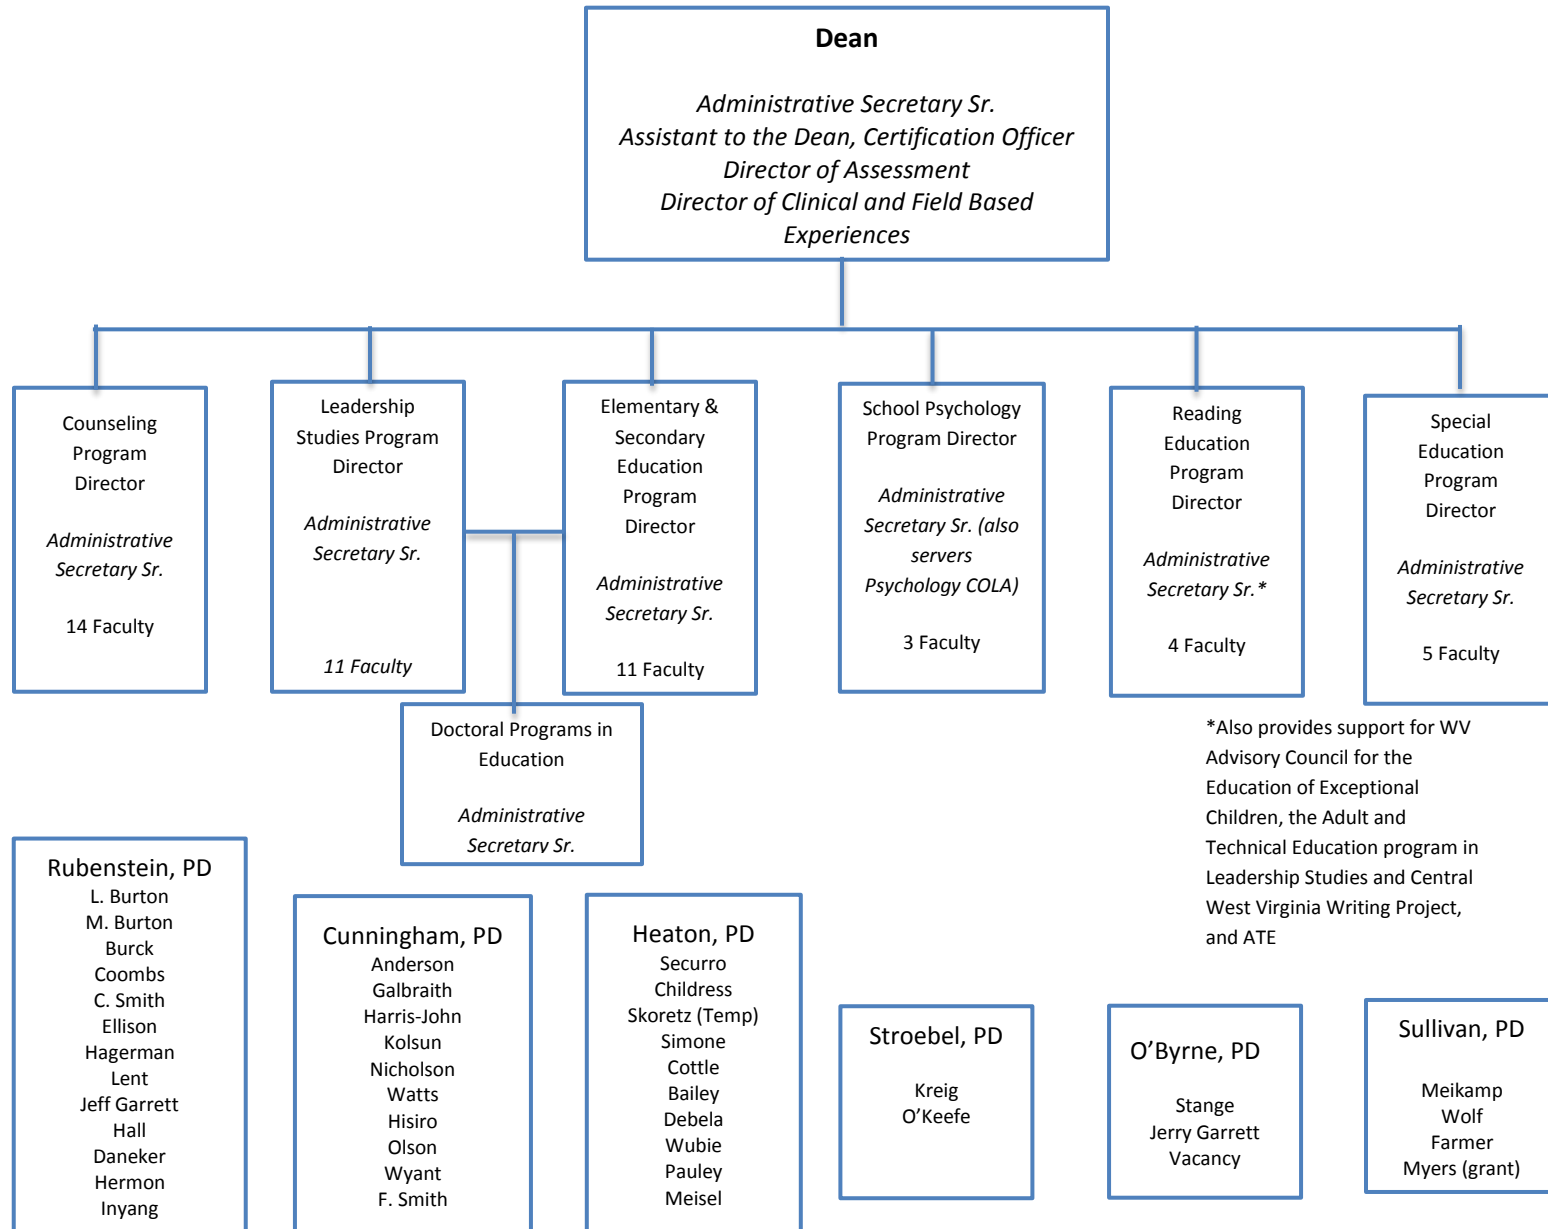 Dean
Administrative Secretary Sr.
Assistant to the Dean, Certification Officer
Director of Assessment
Director of Clinical and Field Based
Experiences
Counseling
Program
Director
Administrative
Secretary Sr.
14 Faculty
Leadership
Studies Program
Director
Administrative
Secretary Sr.
11 Faculty
Elementary &
Secondary
Education
Program
Director
Administrative
Secretary Sr.
11 Faculty
School Psychology
Program Director
Administrative
Secretary Sr. (also
servers
Psychology COLA)
3 Faculty
Reading
Education
Program
Director
Administrative
Secretary Sr.*
4 Faculty
Special
Education
Program
Director
Administrative
Secretary Sr.
5 Faculty
Doctoral Programs in
Education
Administrative
Secretary Sr.
*Also provides support for WV
Advisory Council for the
Education of Exceptional
Children, the Adult and
Technical Education program in
Leadership Studies and Central
West Virginia Writing Project,
and ATE
Rubenstein, PD
L. Burton
M. Burton
Burck
Coombs
C. Smith
Ellison
Hagerman
Lent
Jeff Garrett
Hall
Daneker
Hermon
Inyang
Cunningham, PD
Anderson
Galbraith
Harris-John
Kolsun
Nicholson
Watts
Hisiro
Olson
Wyant
F. Smith
Heaton, PD
Securro
Childress
Skoretz (Temp)
Simone
Cottle
Bailey
Debela
Wubie
Pauley
Meisel
Stroebel, PD
Kreig
O’Keefe
O’Byrne, PD
Stange
Jerry Garrett
Vacancy
Sullivan, PD
Meikamp
Wolf
Farmer
Myers (grant)